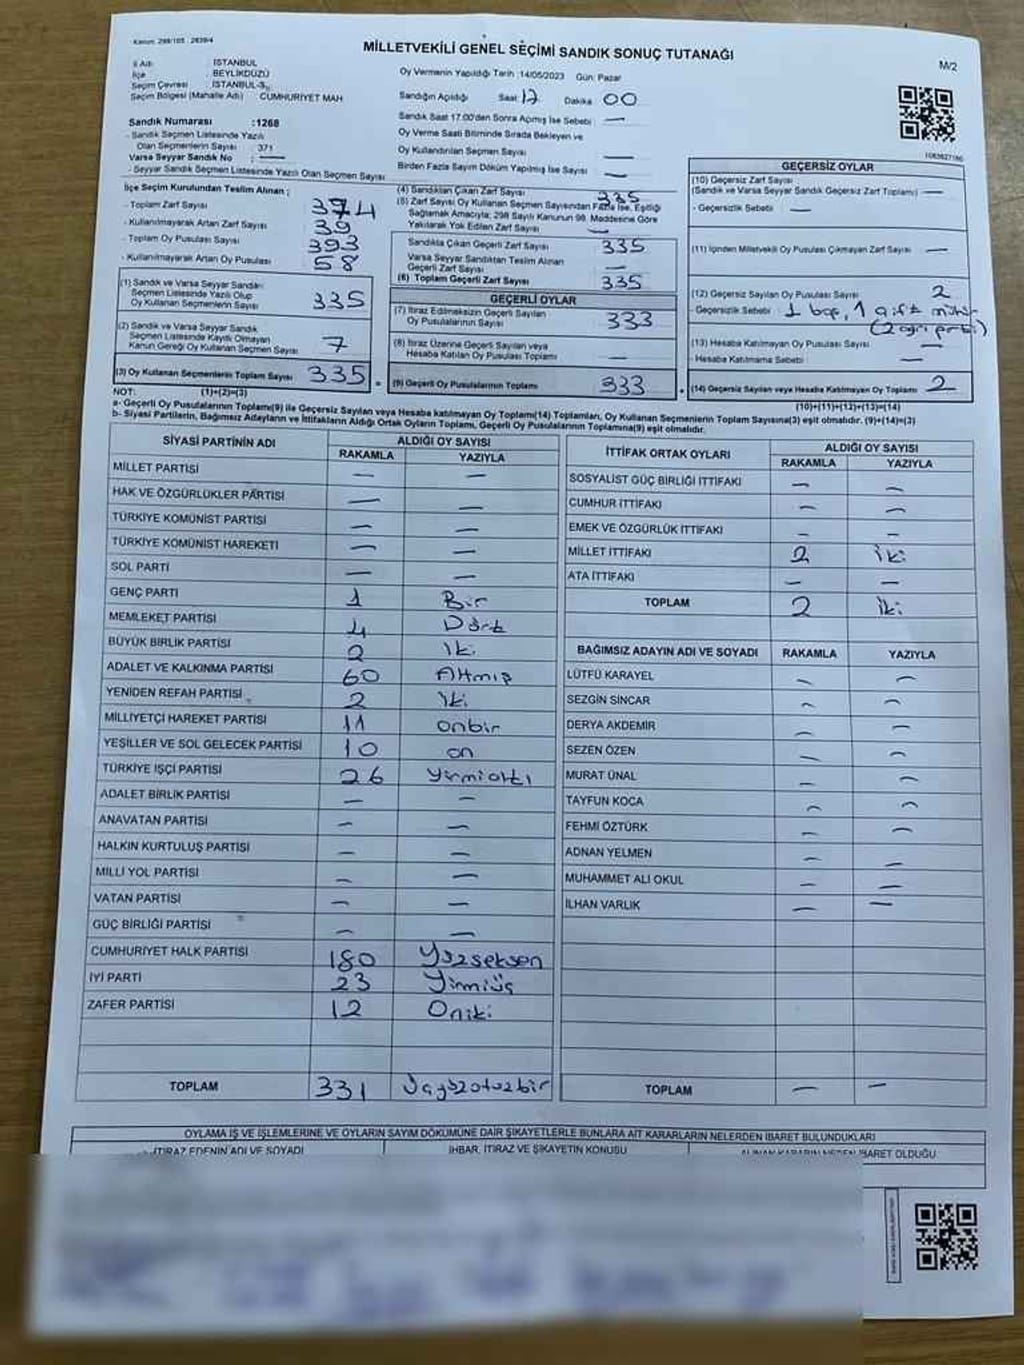 Kanun: 298/105 , 2839/4
MİLLETVEKİLİ GENEL SEÇİMİ SANDIK SONUÇ TUTANAĞI
M/2
İl Adı : İSTANBUL
İlçe : BEYLİKDÜZÜ
Seçim Çevresi : İSTANBUL-3
Seçim Bölgesi (Mahalle Adı) : CUMHURİYET MAH
Oy Vermenin Yapıldığı Tarih :14/05/2023 Gün: Pazar
Sandığın Açıldığı Saat: 17 Dakika 00
Sandık Saat 17.00'den Sonra Açmış İse Sebebi : —
Oy Verme Saati Bitiminde Sırada Bekleyen ve
Oy Kullandırılan Seçmen Sayısı —
Birden Fazla Sayım Döküm Yapılmış İse Sayısı —
Sandık Numarası :1268
- Sandık Seçmen Listesinde Yazılı
Olan Seçmenlerin Sayısı 371
Varsa Seyyar Sandık No : —
- Seyyar Sandık Seçmen Listesinde Yazılı Olan Seçmen Sayısı
İlçe Seçim Kurulundan Teslim Alınan ;
- Toplam Zarf Sayısı 374
- Kullanılmayarak Artan Zarf Sayısı 39
- Toplam Oy Pusulası Sayısı 393
- Kullanılmayarak Artan Oy Pusulası 58
(1) Sandık ve Varsa Seyyar Sandık
Seçmen Listesinde Yazılı Olup
Oy Kullanan Seçmenlerin Sayısı 335
(2) Sandık ve Varsa Seyyar Sandık
Seçmen Listesinde Kayıtlı Olmayan
Kanun Gereği Oy Kullanan Seçmen Sayısı 7
(3) Oy Kullanan Seçmenlerin Toplam Sayısı 335
(1)+(2)=(3)
(4) Sandıktan Çıkan Zarf Sayısı 335
(5) Zarf Sayısı Oy Kullanan Seçmen Sayısından Fazla İse, Eşitliği
Sağlamak Amacıyla; 298 Sayılı Kanunun 98. Maddesine Göre
Yakılarak Yok Edilen Zarf Sayısı —
Sandıkta Çıkan Geçerli Zarf Sayısı 335
Varsa Seyyar Sandıktan Teslim Alınan
Geçerli Zarf Sayısı —
(6) Toplam Geçerli Zarf Sayısı 335
GEÇERLİ OYLAR
(7) İtiraz Edilmeksizin Geçerli Sayılan
Oy Pusulalarının Sayısı 333
(8) İtiraz Üzerine Geçerli Sayılan veya
Hesaba Katılan Oy Pusulası Toplamı —
(9) Geçerli Oy Pusulalarının Toplamı 333
1083627186
GEÇERSİZ OYLAR
(10) Geçersiz Zarf Sayısı
(Sandık ve Varsa Seyyar Sandık Geçersiz Zarf Toplamı) —
- Geçersizlik Sebebi : —
(11) İçinden Milletvekili Oy Pusulası Çıkmayan Zarf Sayısı —
(12) Geçersiz Sayılan Oy Pusulası Sayısı 2
- Geçersizlik Sebebi : 1 boş, 1 çift mühür
(13) Hesaba Katılmayan Oy Pusulası Sayısı —
- Hesaba Katılmama Sebebi : —
(14) Geçersiz Sayılan veya Hesaba Katılmayan Oy Toplamı 2
(10)+(11)+(12)+(13)=(14)
NOT:
a- Geçerli Oy Pusulalarının Toplamı(9) ile Geçersiz Sayılan veya Hesaba katılmayan Oy Toplamı(14) Toplamları, Oy Kullanan Seçmenlerin Toplam Sayısına(3) eşit olmalıdır. (9)+(14)=(3)
b- Siyasi Partilerin, Bağımsız Adayların ve İttifakların Aldığı Ortak Oyların Toplamı, Geçerli Oy Pusulalarının Toplamına(9) eşit olmalıdır.
SİYASİ PARTİNİN ADI ALDIĞI OY SAYISI
RAKAMLA YAZIYLA
MİLLET PARTİSİ — —
HAK VE ÖZGÜRLÜKLER PARTİSİ — —
TÜRKİYE KOMÜNİST PARTİSİ — —
TÜRKİYE KOMÜNİST HAREKETİ — —
SOL PARTİ — —
GENÇ PARTİ 1 Bir
MEMLEKET PARTİSİ 4 Dört
BÜYÜK BİRLİK PARTİSİ 2 İki
ADALET VE KALKINMA PARTİSİ 60 Altmış
YENİDEN REFAH PARTİSİ 2 İki
MİLLİYETÇİ HAREKET PARTİSİ 11 onbir
YEŞİLLER VE SOL GELECEK PARTİSİ 10 on
TÜRKİYE İŞÇİ PARTİSİ 26 yirmialtı
ADALET BİRLİK PARTİSİ — —
ANAVATAN PARTİSİ — —
HALKIN KURTULUŞ PARTİSİ — —
MİLLİ YOL PARTİSİ — —
VATAN PARTİSİ — —
GÜÇ BİRLİĞİ PARTİSİ — —
CUMHURİYET HALK PARTİSİ 180 Yüzseksen
İYİ PARTİ 23 Yirmiüç
ZAFER PARTİSİ 12 Oniki
TOPLAM 331 Üçyüzotuzbir
İTTİFAK ORTAK OYLARI ALDIĞI OY SAYISI
RAKAMLA YAZIYLA
SOSYALİST GÜÇ BİRLİĞİ İTTİFAKI — —
CUMHUR İTTİFAKI — —
EMEK VE ÖZGÜRLÜK İTTİFAKI — —
MİLLET İTTİFAKI 2 iki
ATA İTTİFAKI — —
TOPLAM 2 iki
BAĞIMSIZ ADAYIN ADI VE SOYADI RAKAMLA YAZIYLA
LÜTFÜ KARAYEL — —
SEZGİN SİNCAR — —
DERYA AKDEMİR — —
SEZEN ÖZEN — —
MURAT ÜNAL — —
TAYFUN KOCA — —
FEHMİ ÖZTÜRK — —
ADNAN YELMEN — —
MUHAMMET ALİ OKUL — —
İLHAN VARLIK — —
TOPLAM — —
OYLAMA İŞ VE İŞLEMLERİNE VE OYLARIN SAYIM DÖKÜMÜNE DAİR ŞİKAYETLERLE BUNLARA AİT KARARLARIN NELERDEN İBARET BULUNDUKLARI
İTİRAZ EDENİN ADI VE SOYADI İHBAR, İTİRAZ VE ŞİKAYETİN KONUSU ALINAN KARARIN NEDEN İBARET OLDUĞU